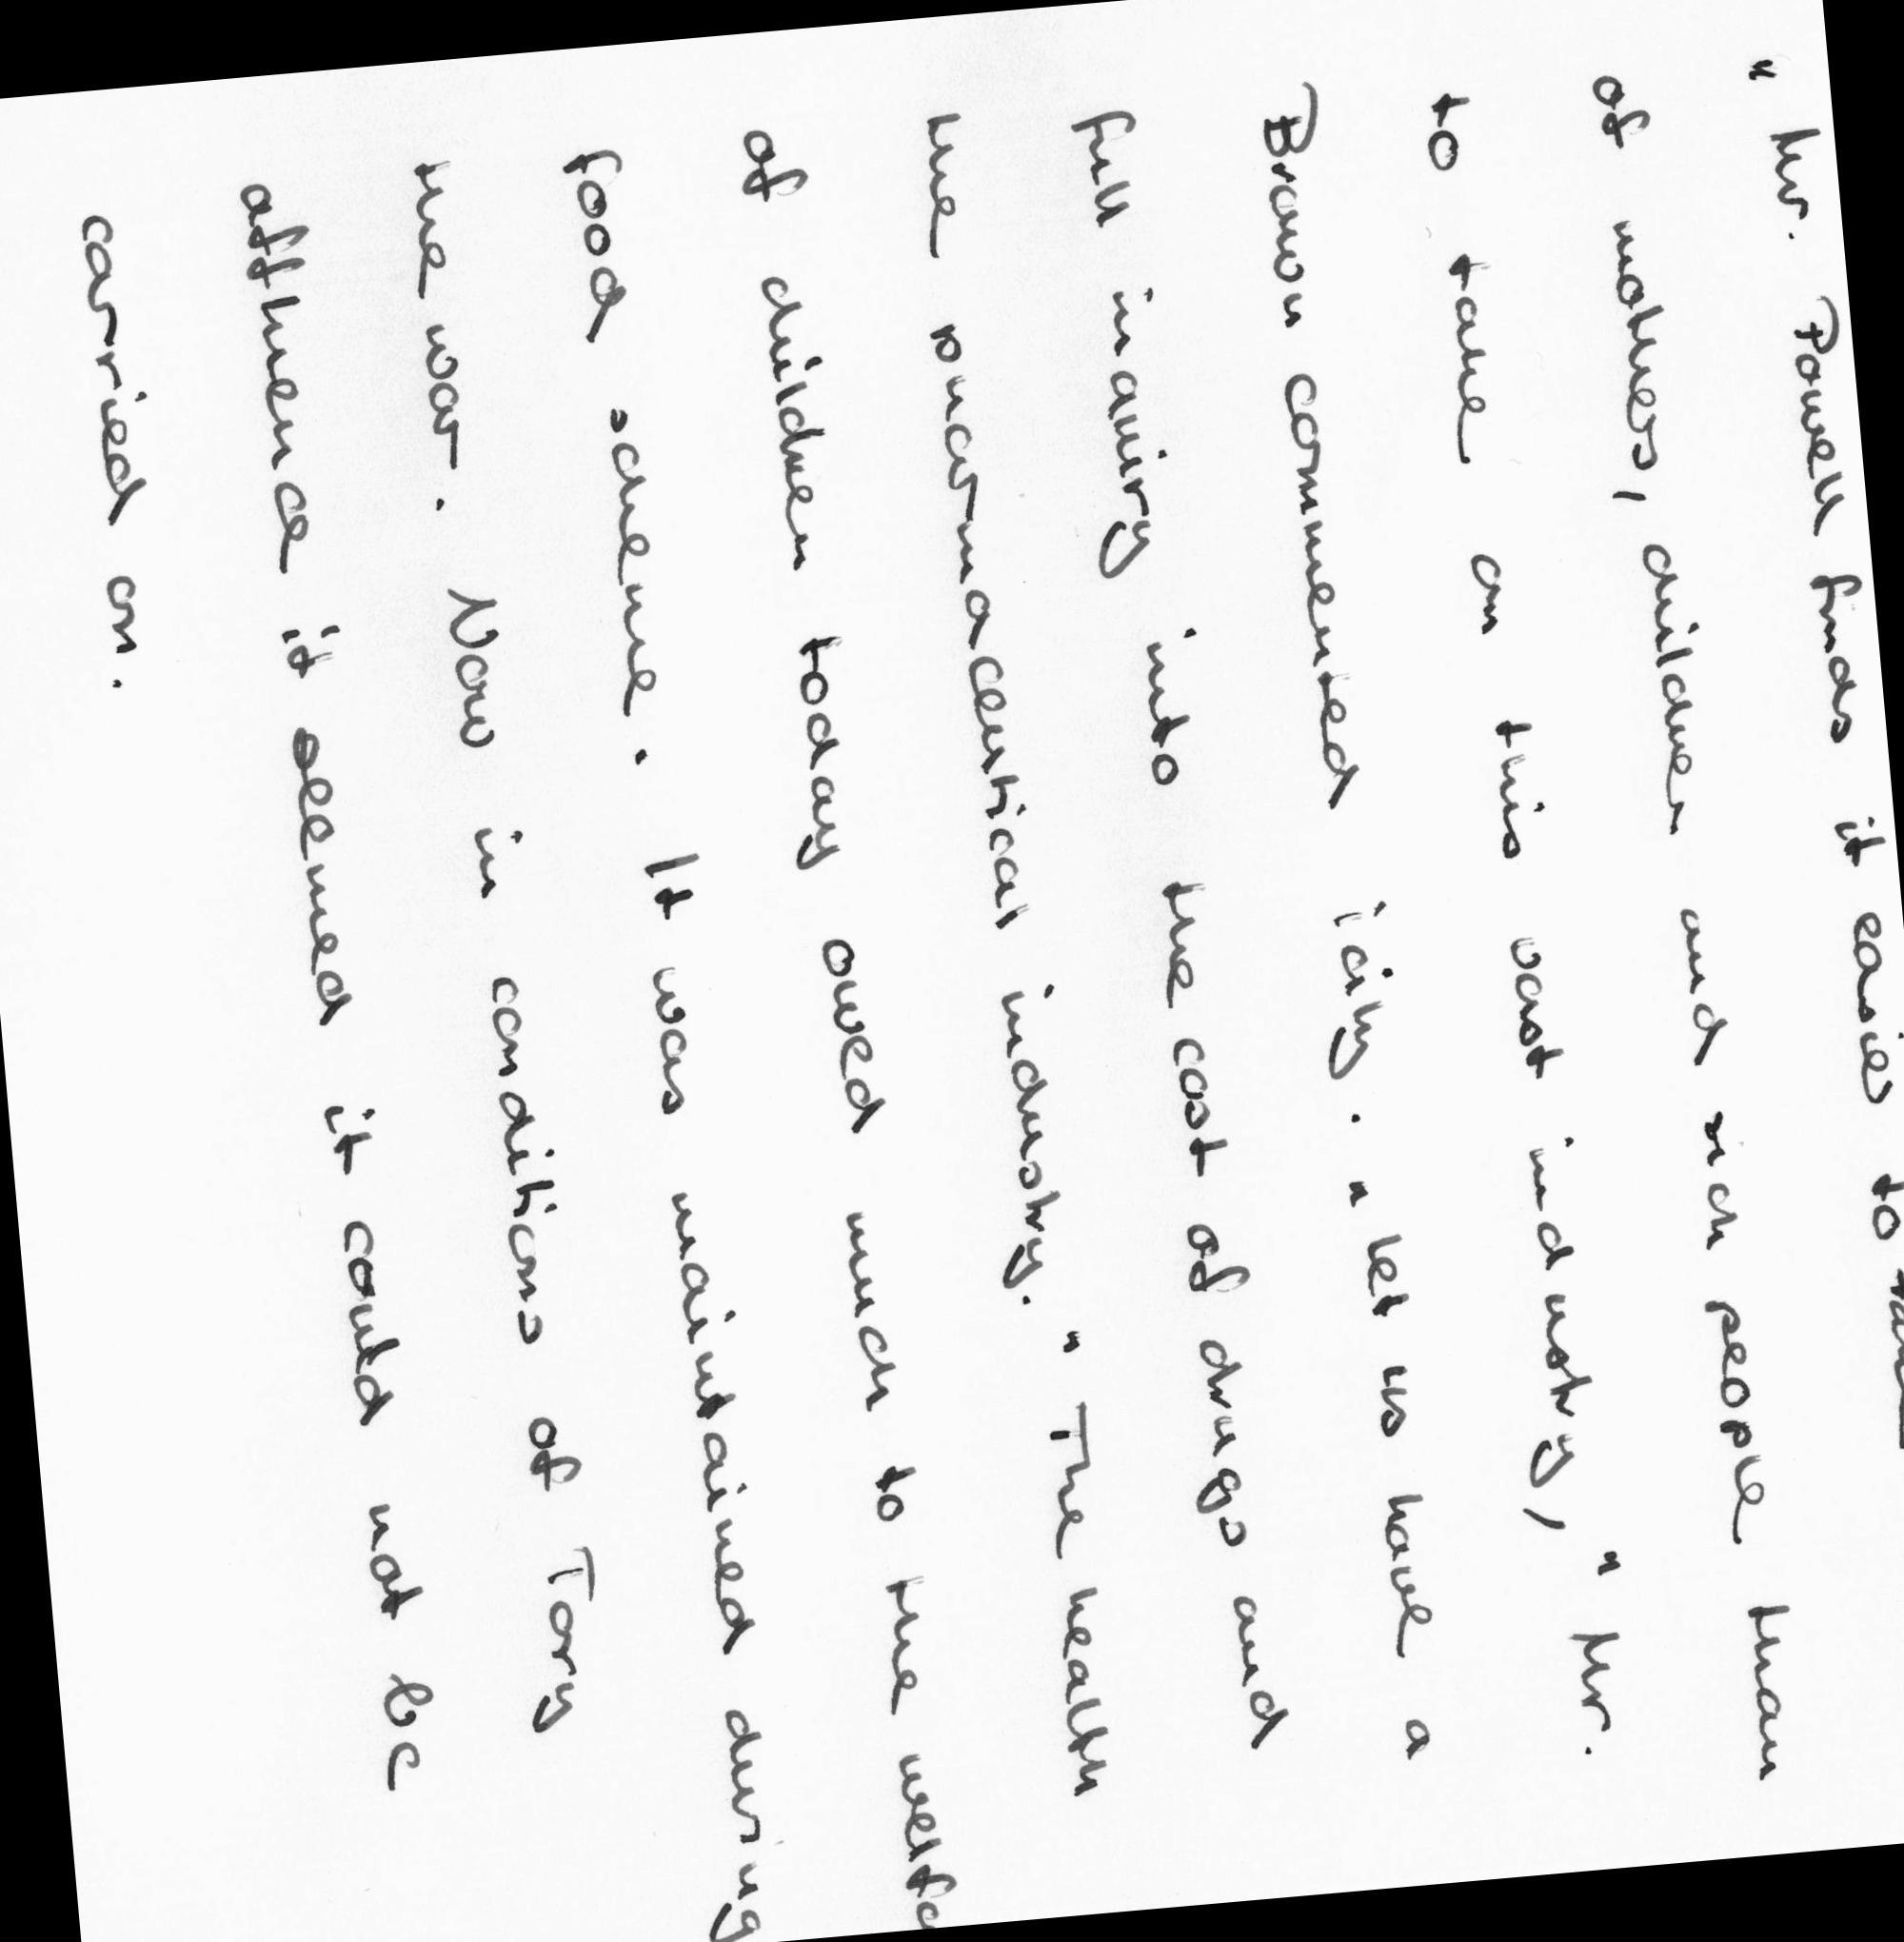 " Mr. Powell finds it easier to
of mothers, children and sick people than
to take on this vast industry, " Mr.
Brown commented icily. " Let us have a
full inquiry into the cost of drugs and
the pharmaceutical industry. " The health
of children today owed much to the
food scheme. It was maintained during
the war. Now in conditions of Tory
affluence it seemed it could not be
carried on.